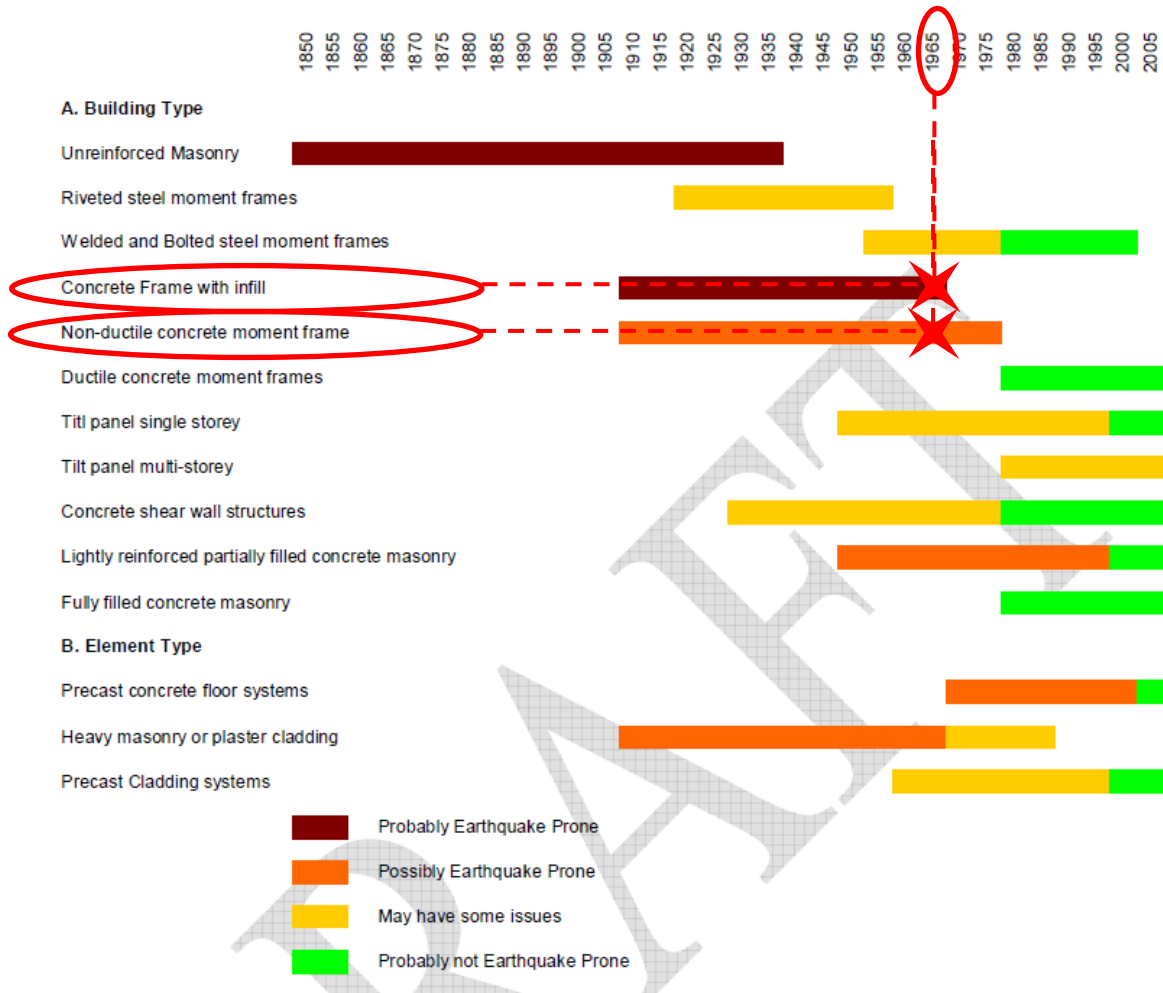 1850 1855 1860 1865 1870 1875 1880 1885 1890 1895 1900 1905 1910 1915 1920 1925 1930 1935 1940 1945 1950 1955 1960 1965 1970 1975 1980 1985 1990 1995 2000 2005
A. Building Type
Unreinforced Masonry
Riveted steel moment frames
Welded and Bolted steel moment frames
Concrete Frame with infill
Non-ductile concrete moment frame
Ductile concrete moment frames
Titl panel single storey
Tilt panel multi-storey
Concrete shear wall structures
Lightly reinforced partially filled concrete masonry
Fully filled concrete masonry
B. Element Type
Precast concrete floor systems
Heavy masonry or plaster cladding
Precast Cladding systems
Probably Earthquake Prone
Possibly Earthquake Prone
May have some issues
Probably not Earthquake Prone
RAFT